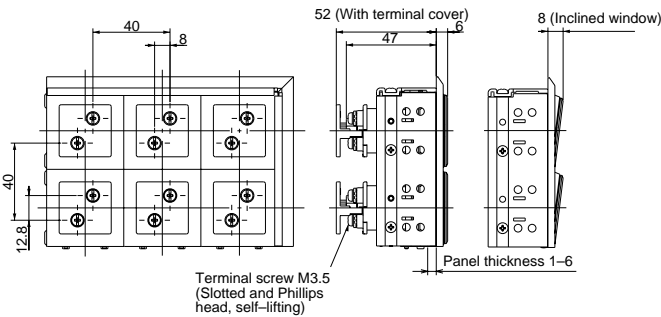 52 (With terminal cover)
8 (Inclined window)
40
8
47
6
40
12.8
Panel thickness 1–6
Terminal screw M3.5
(Slotted and Phillips
head, self–lifting)